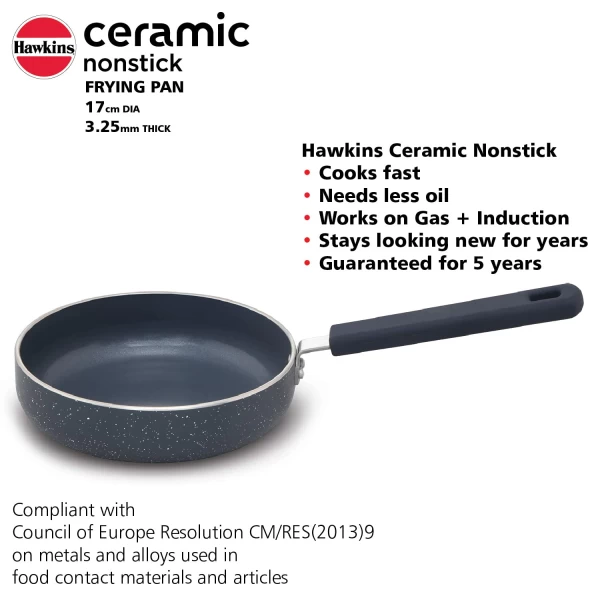 Hawkins
ceramic
nonstick
FRYING PAN
17cm DIA
3.25mm THICK
Hawkins Ceramic Nonstick
• Cooks fast
• Needs less oil
• Works on Gas + Induction
• Stays looking new for years
• Guaranteed for 5 years
Compliant with
Council of Europe Resolution CM/RES(2013)9
on metals and alloys used in
food contact materials and articles